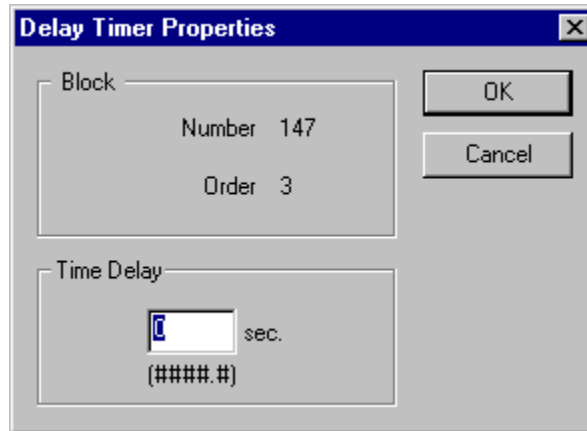 Delay Timer Properties
Block
OK
Number 147
Cancel
Order 3
Time Delay
0 sec.
(####.#)